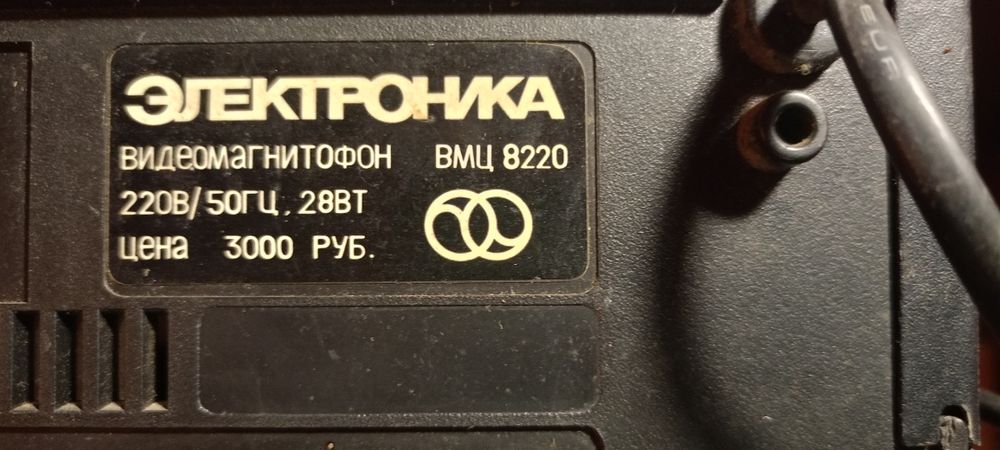 ЭЛЕКТРОНИКА
ВИДЕОМАГНИТОФОН ВМЦ 8220
220В/50ГЦ, 28ВТ
ЦЕНА 3000 РУБ.